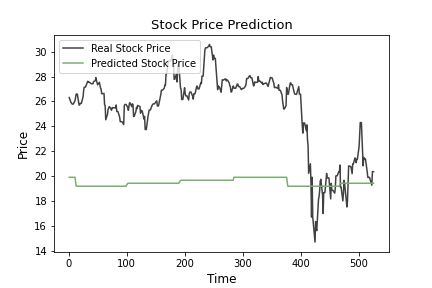 Stock Price Prediction
Real Stock Price
Predicted Stock Price
Price
30
28
26
24
22
20
18
16
14
0 100 200 300 400 500
Time